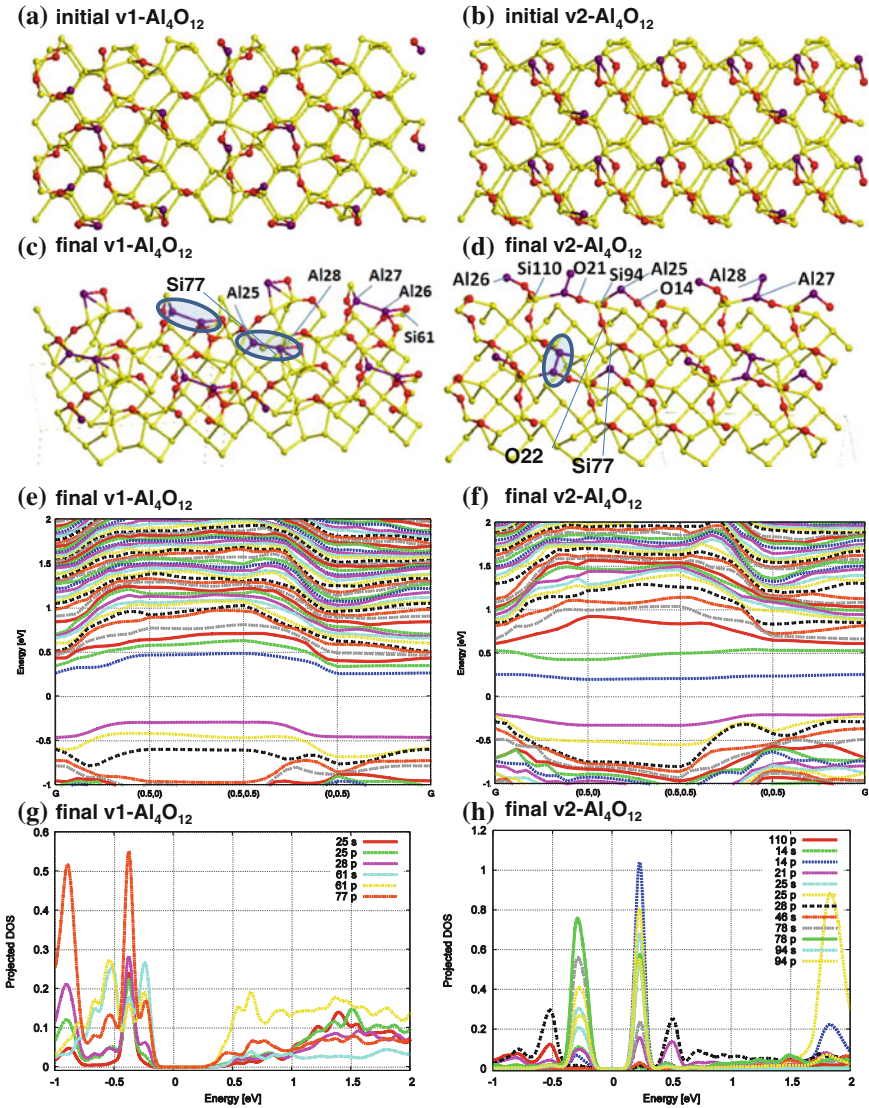 (a) initial v1-Al4O12
(b) initial v2-Al4O12
(c) final v1-Al4O12
Si77
Al25
Al28
Al27
Al26
Si61
(d) final v2-Al4O12
Al26
Si110
O21
Si94
Al25
O14
Al28
Al27
O22
Si77
(e) final v1-Al4O12
2
1.5
1
0.5
0
-0.5
-1
Energy [eV]
G
(0.5,0)
(0.5,0.5)
(0,0.5)
G
(f) final v2-Al4O12
2
1.5
1
0.5
0
-0.5
-1
Energy [eV]
G
(0.5,0)
(0.5,0.5)
(0,0.5)
G
(g) final v1-Al4O12
0.6
0.5
0.4
0.3
0.2
0.1
0
Projected DOS
25 s
25 p
28 p
61 s
61 p
77 p
-1
-0.5
0
0.5
1
1.5
2
Energy [eV]
(h) final v2-Al4O12
1.2
1
0.8
0.6
0.4
0.2
0
Projected DOS
110 p
14 s
14 p
21 p
25 s
25 p
28 p
46 s
78 s
78 p
94 s
94 p
-1
-0.5
0
0.5
1
1.5
2
Energy [eV]